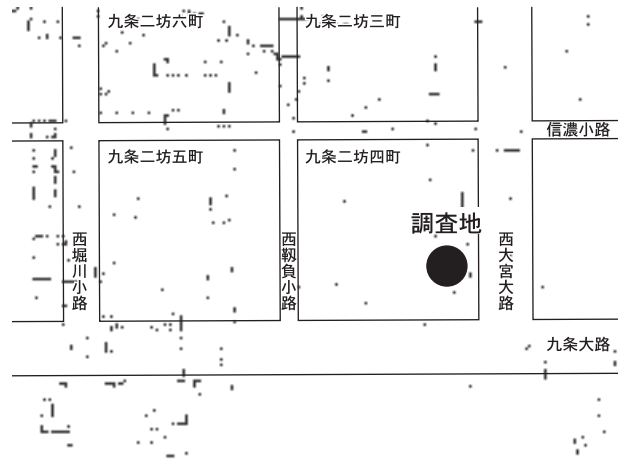 九条二坊六町
九条二坊三町
信濃小路
九条二坊五町
九条二坊四町
調査地
西堀川小路
西靱負小路
西大宮大路
九条大路